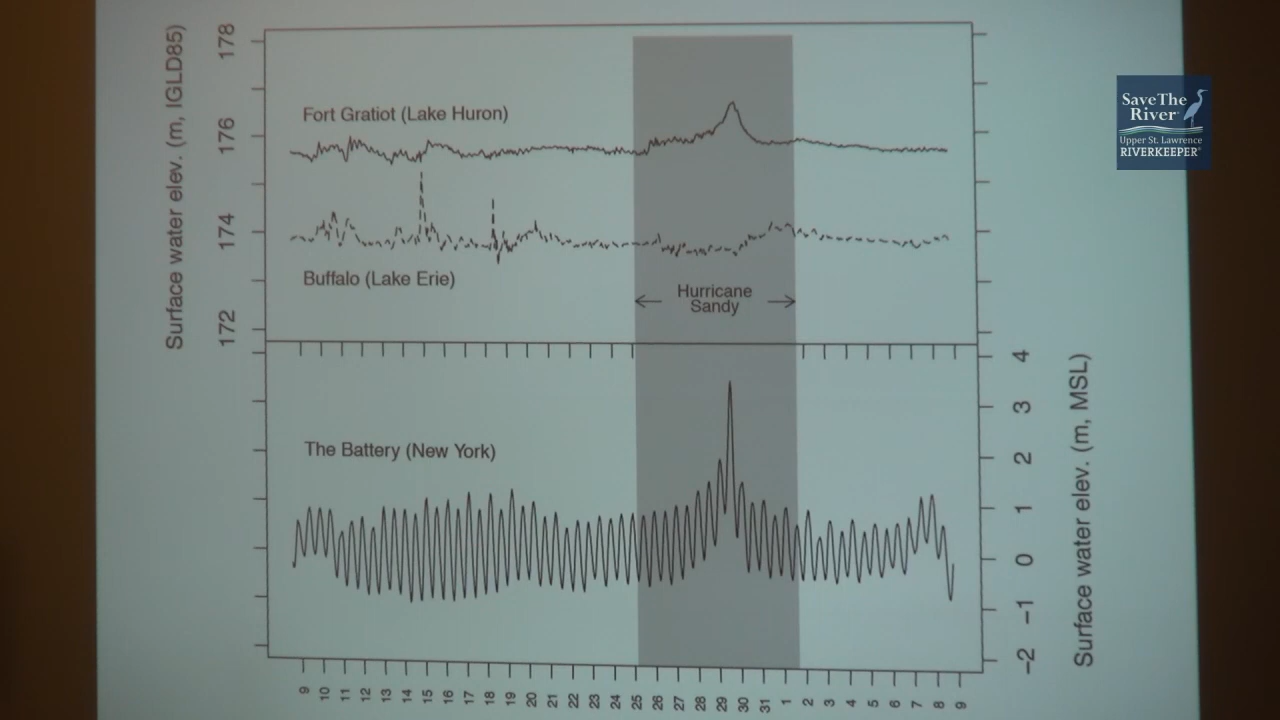 Surface water elev. (m, IGLD85)
178
176
174
172
Fort Gratiot (Lake Huron)
Buffalo (Lake Erie)
Hurricane
Sandy
The Battery (New York)
4
3
2
1
0
−1
−2
Surface water elev. (m, MSL)
9 10 11 12 13 14 15 16 17 18 19 20 21 22 23 24 25 26 27 28 29 30 31 1 2 3 4 5 6 7 8 9
Save The
River®
Upper St. Lawrence
RIVERKEEPER®